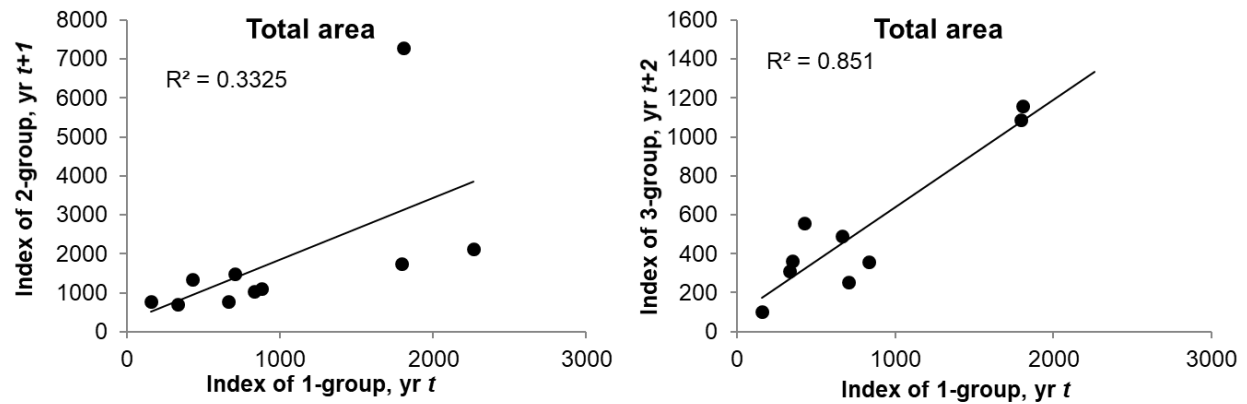 Total area
R² = 0.3325
Index of 2-group, yr t+1
8000
7000
6000
5000
4000
3000
2000
1000
0
0 1000 2000 3000
Index of 1-group, yr t
Total area
R² = 0.851
Index of 3-group, yr t+2
1600
1400
1200
1000
800
600
400
200
0
0 1000 2000 3000
Index of 1-group, yr t